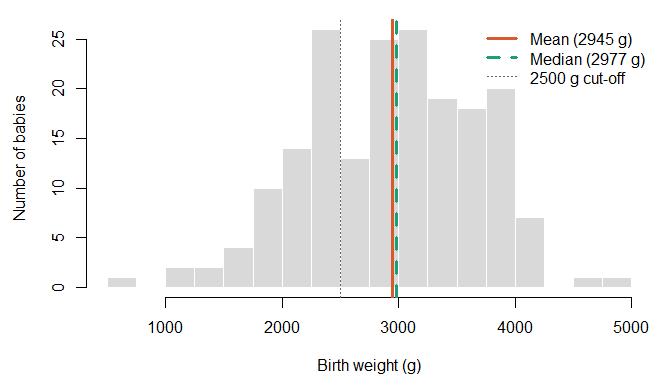 Mean (2945 g)
Median (2977 g)
2500 g cut-off
Number of babies
25
20
15
10
5
0
1000 2000 3000 4000 5000
Birth weight (g)